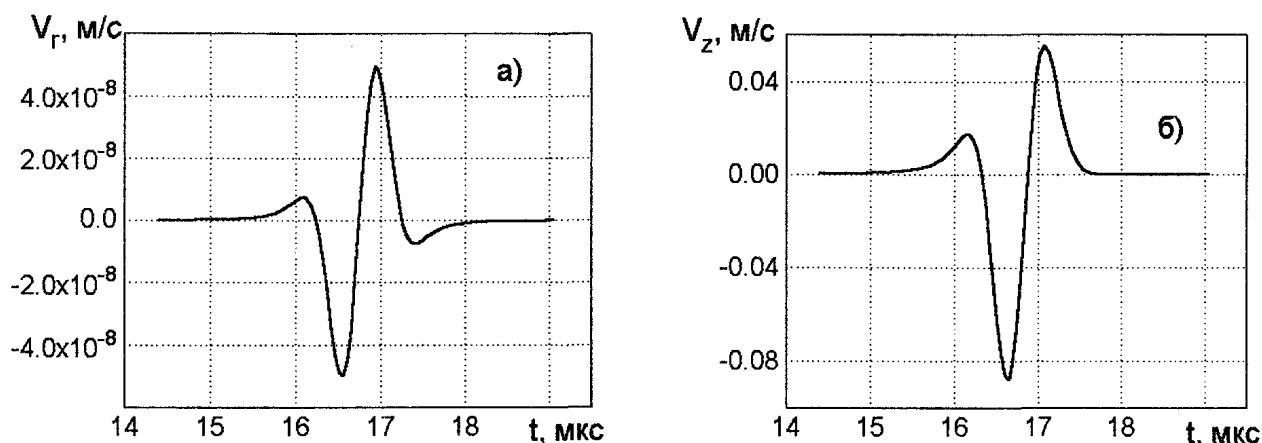 V_r, м/с
а)
4.0x10⁻⁸
2.0x10⁻⁸
0.0
-2.0x10⁻⁸
-4.0x10⁻⁸
14 15 16 17 18 t, мкс
V_z, м/с
0.04
б)
0.00
-0.04
-0.08
14 15 16 17 18 t, мкс